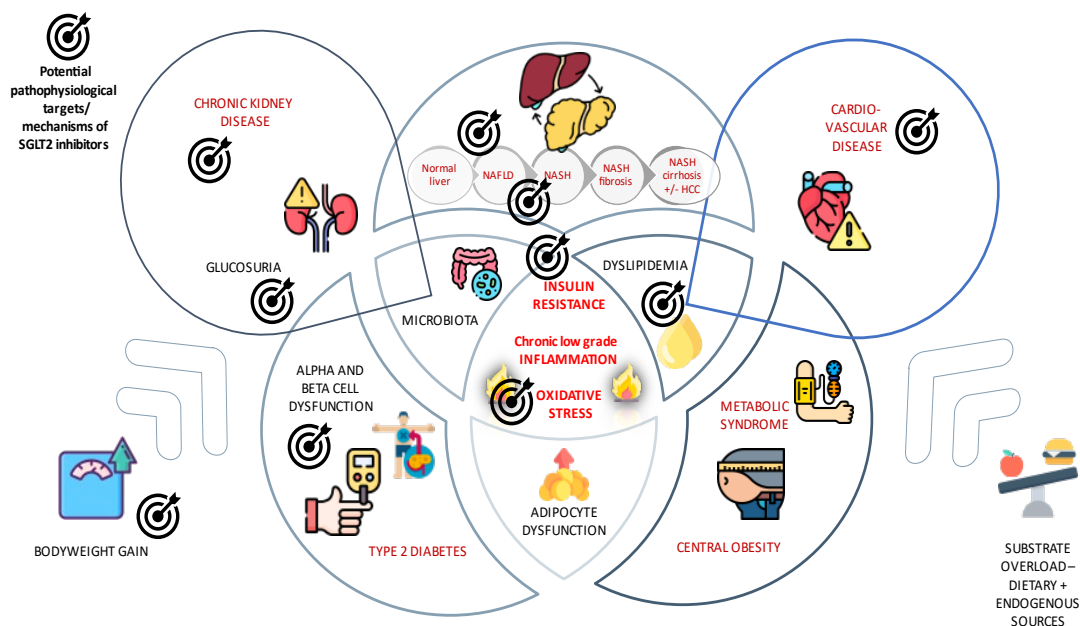 Potential
pathophysiological
targets/
mechanisms of
SGLT2 inhibitors
CHRONIC KIDNEY
DISEASE
GLUCOSURIA
Normal
liver
NAFLD
NASH
NASH
fibrosis
NASH
cirrhosis
+/- HCC
CARDIO-
VASCULAR
DISEASE
MICROBIOTA
INSULIN
RESISTANCE
DYSLIPIDEMIA
Chronic low grade
INFLAMMATION
OXIDATIVE
STRESS
ALPHA AND
BETA CELL
DYSFUNCTION
TYPE 2 DIABETES
ADIPOCYTE
DYSFUNCTION
METABOLIC
SYNDROME
CENTRAL OBESITY
BODYWEIGHT GAIN
SUBSTRATE
OVERLOAD–
DIETARY +
ENDOGENOUS
SOURCES